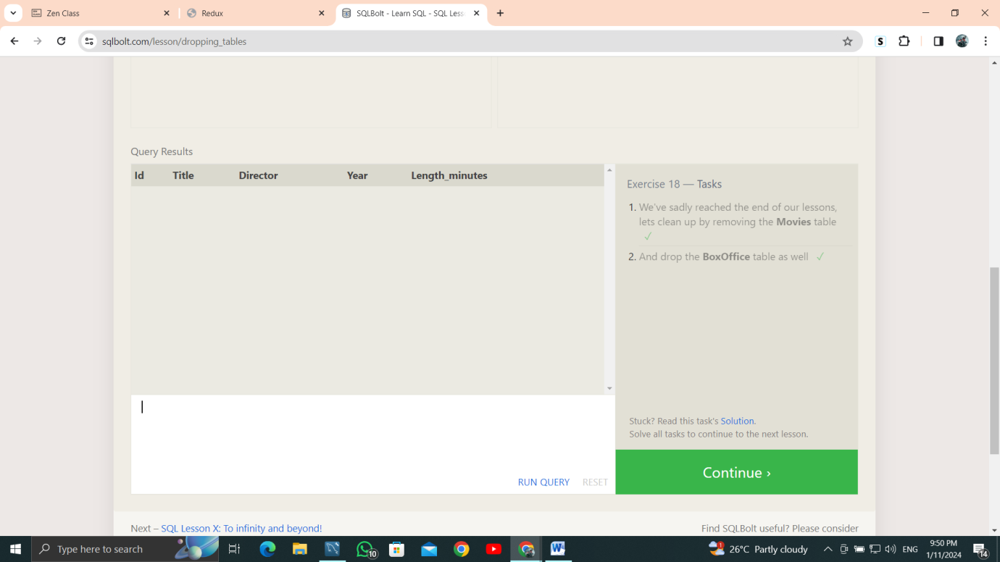 Zen Class
Redux
SQLBolt - Learn SQL - SQL Less
sqlbolt.com/lesson/dropping_tables
S
Query Results
Id Title Director Year Length_minutes
Exercise 18 — Tasks
1. We've sadly reached the end of our lessons,
lets clean up by removing the Movies table
✓
2. And drop the BoxOffice table as well ✓
Stuck? Read this task's Solution.
Solve all tasks to continue to the next lesson.
RUN QUERY RESET
Continue ›
Next – SQL Lesson X: To infinity and beyond!
Find SQLBolt useful? Please consider
Type here to search
10
W
26°C Partly cloudy
ENG
9:50 PM
1/11/2024
14